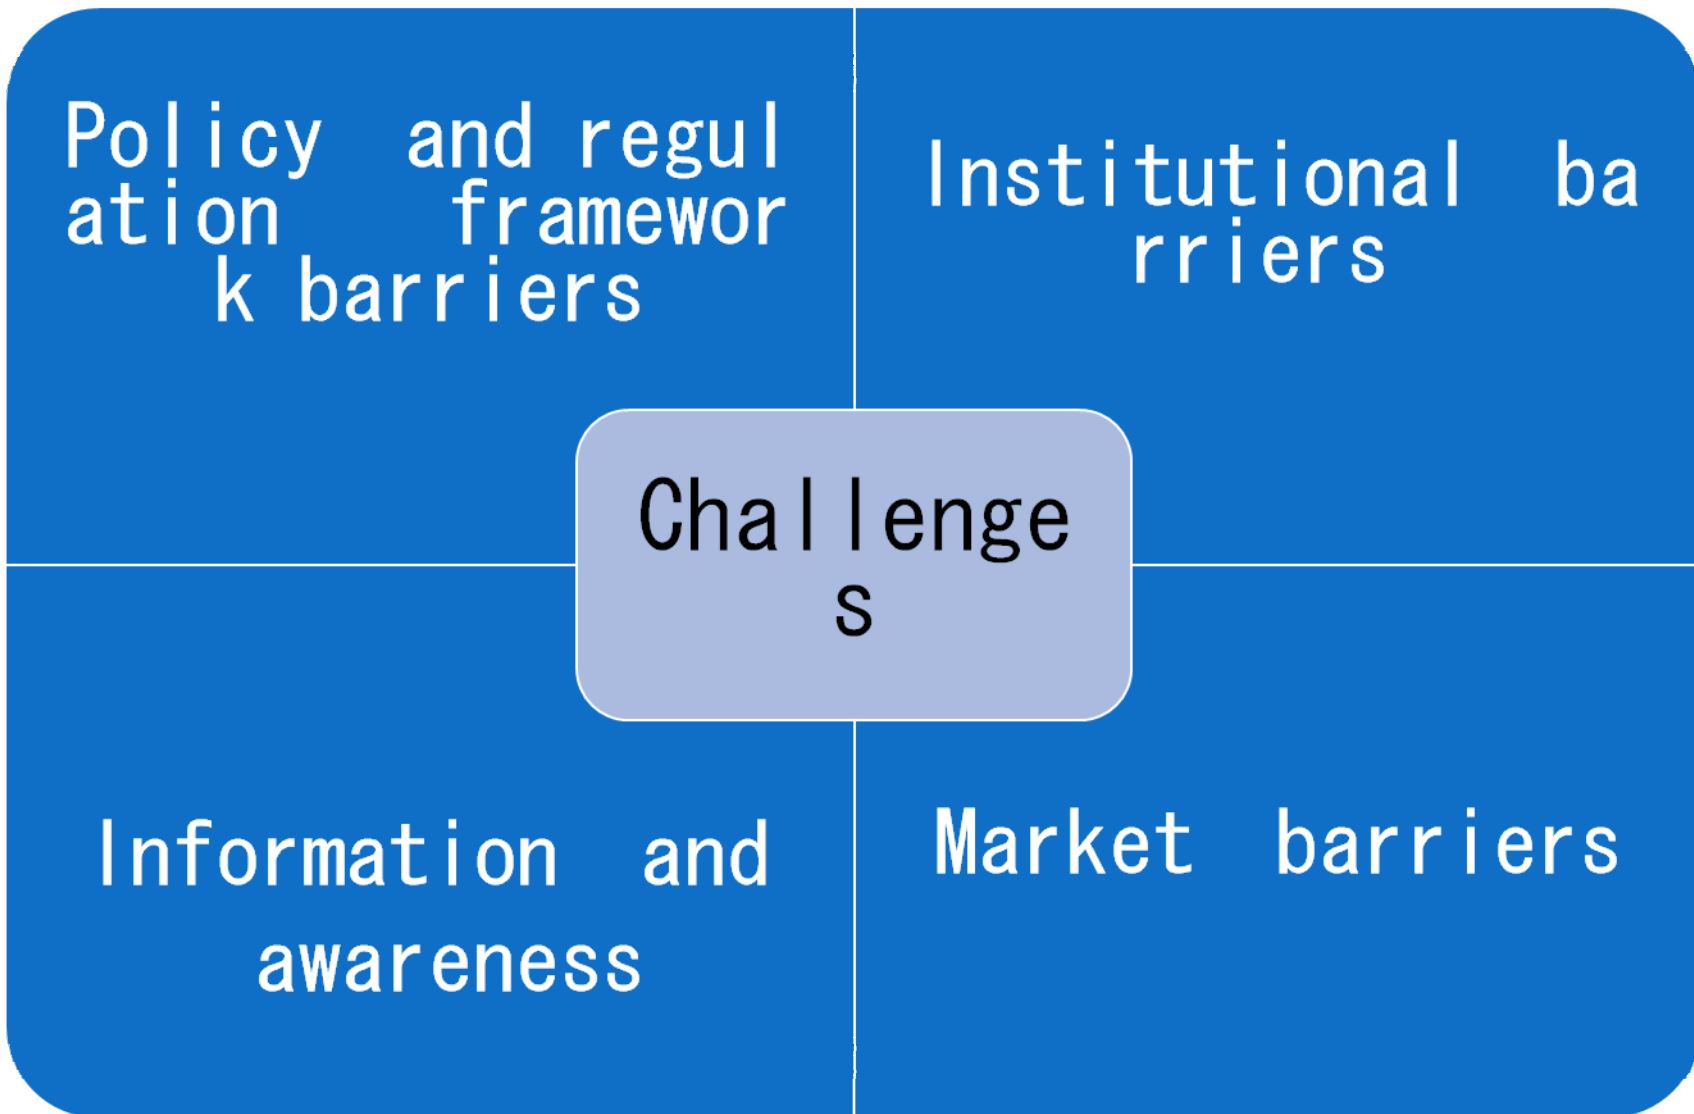 Policy and regul
ation framewor
k barriers
Institutional ba
rriers
Challenge
s
Information and
awareness
Market barriers